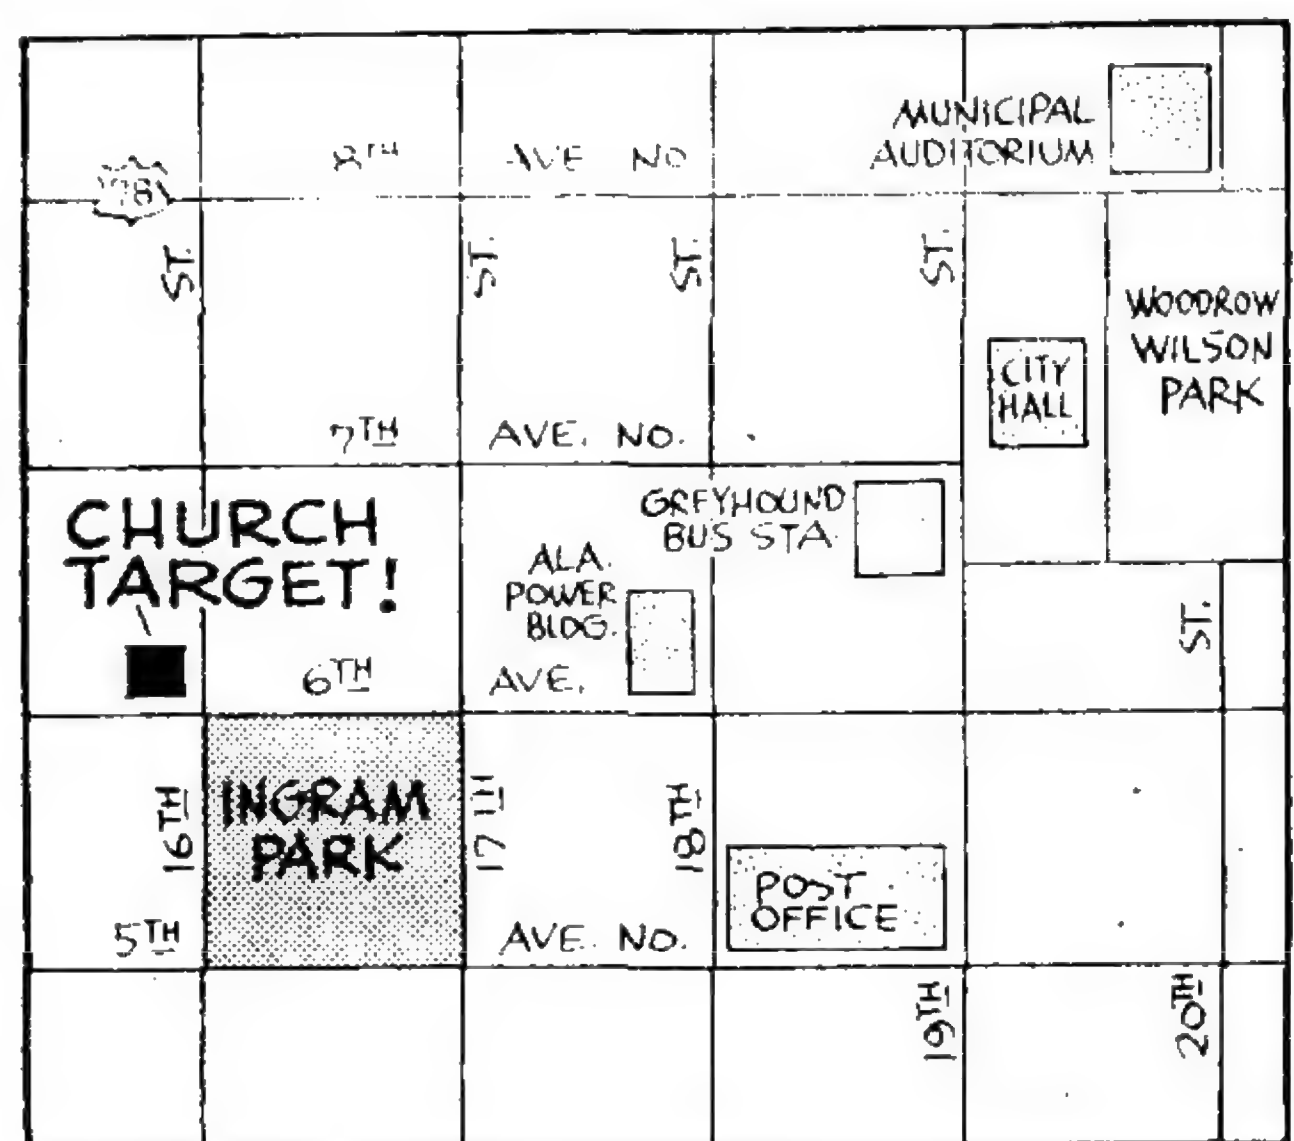 MUNICIPAL
AUDITORIUM
8TH AVE NO
78
ST.
ST.
ST.
ST.
WOODROW
WILSON
PARK
CITY
HALL
7TH AVE. NO.
CHURCH
TARGET!
GREYHOUND
BUS STA.
ALA.
POWER
BLDG.
ST.
6TH AVE.
16TH
INGRAM
PARK
17TH
18TH
POST
OFFICE
5TH AVE. NO.
19TH
20TH